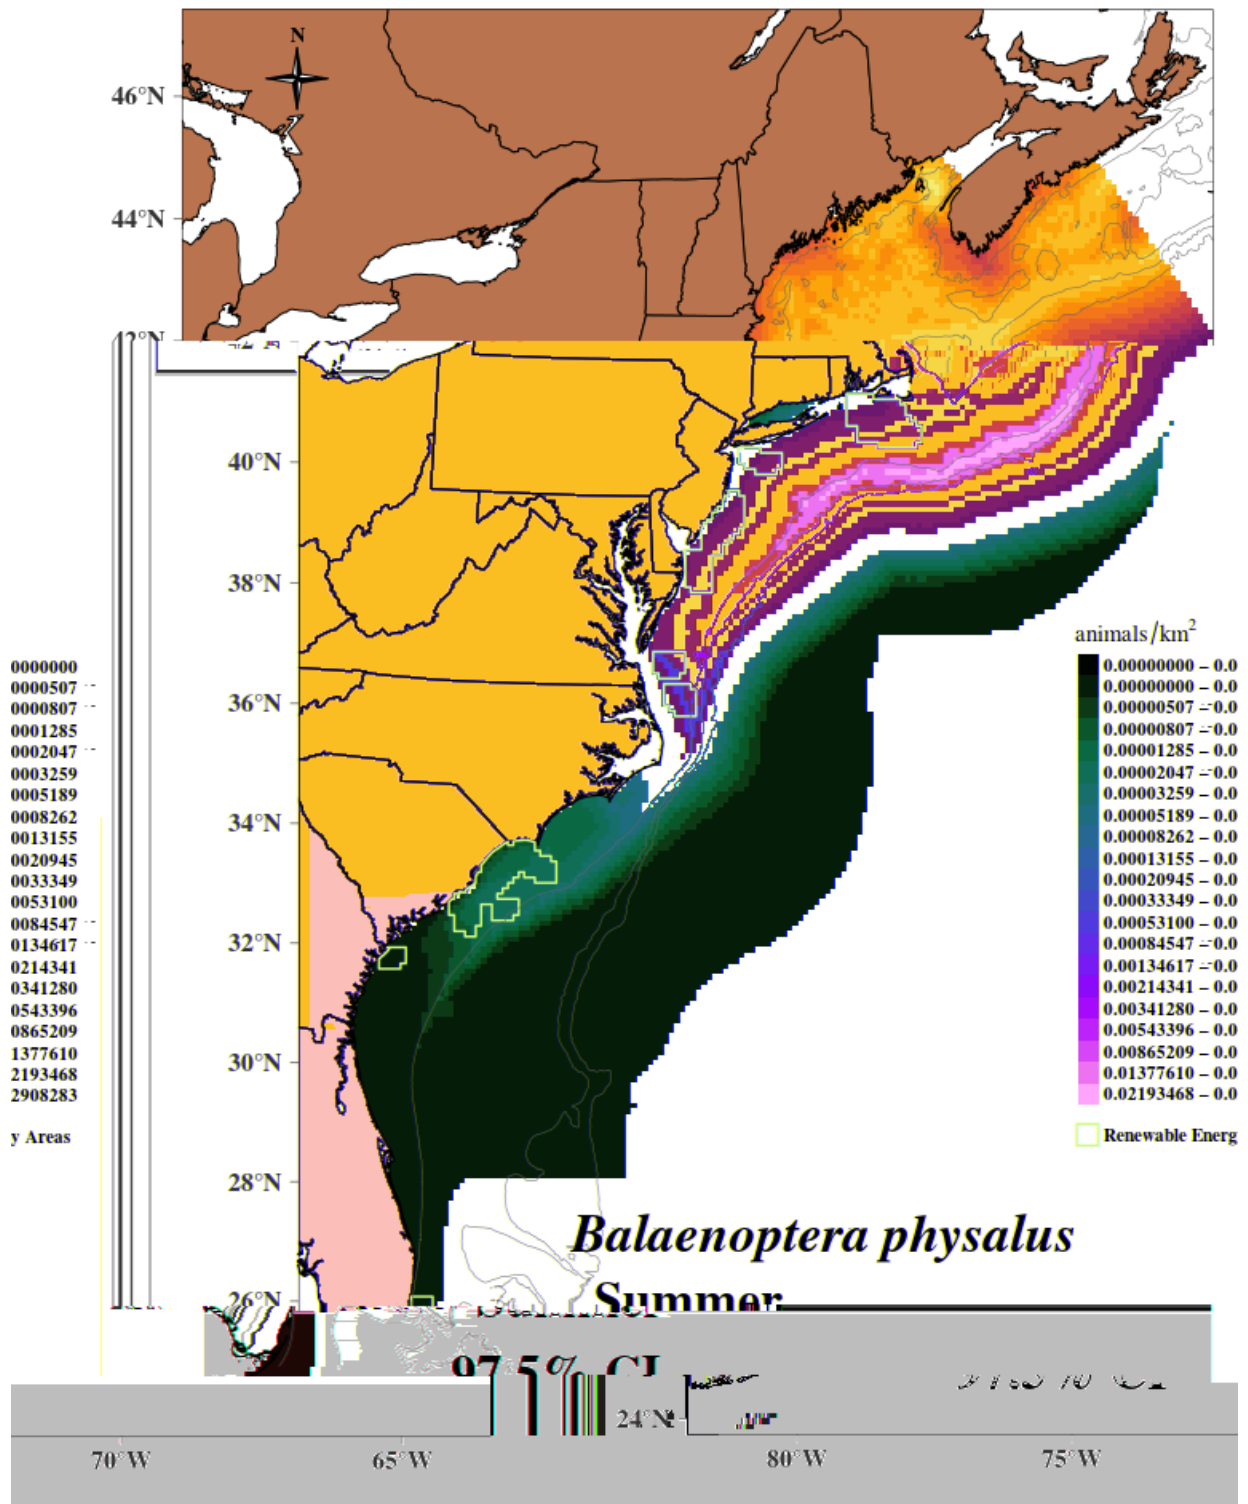 N
46°N
44°N
42°N
40°N
38°N
36°N
34°N
32°N
30°N
28°N
26°N
24°N
0000000
0000507
0000807
0001285
0002047
0003259
0005189
0008262
0013155
0020945
0033349
0053100
0084547
0134617
0214341
0341280
0543396
0865209
1377610
2193468
2908283
y Areas
animals/km²
0.00000000 – 0.0
0.00000000 – 0.0
0.00000507 – 0.0
0.00000807 – 0.0
0.00001285 – 0.0
0.00002047 – 0.0
0.00003259 – 0.0
0.00005189 – 0.0
0.00008262 – 0.0
0.00013155 – 0.0
0.00020945 – 0.0
0.00033349 – 0.0
0.00053100 – 0.0
0.00084547 – 0.0
0.00134617 – 0.0
0.00214341 – 0.0
0.00341280 – 0.0
0.00543396 – 0.0
0.00865209 – 0.0
0.01377610 – 0.0
0.02193468 – 0.0
Renewable Energ
Balaenoptera physalus
Summer
97.5% CI
70°W 65°W 80°W 75°W